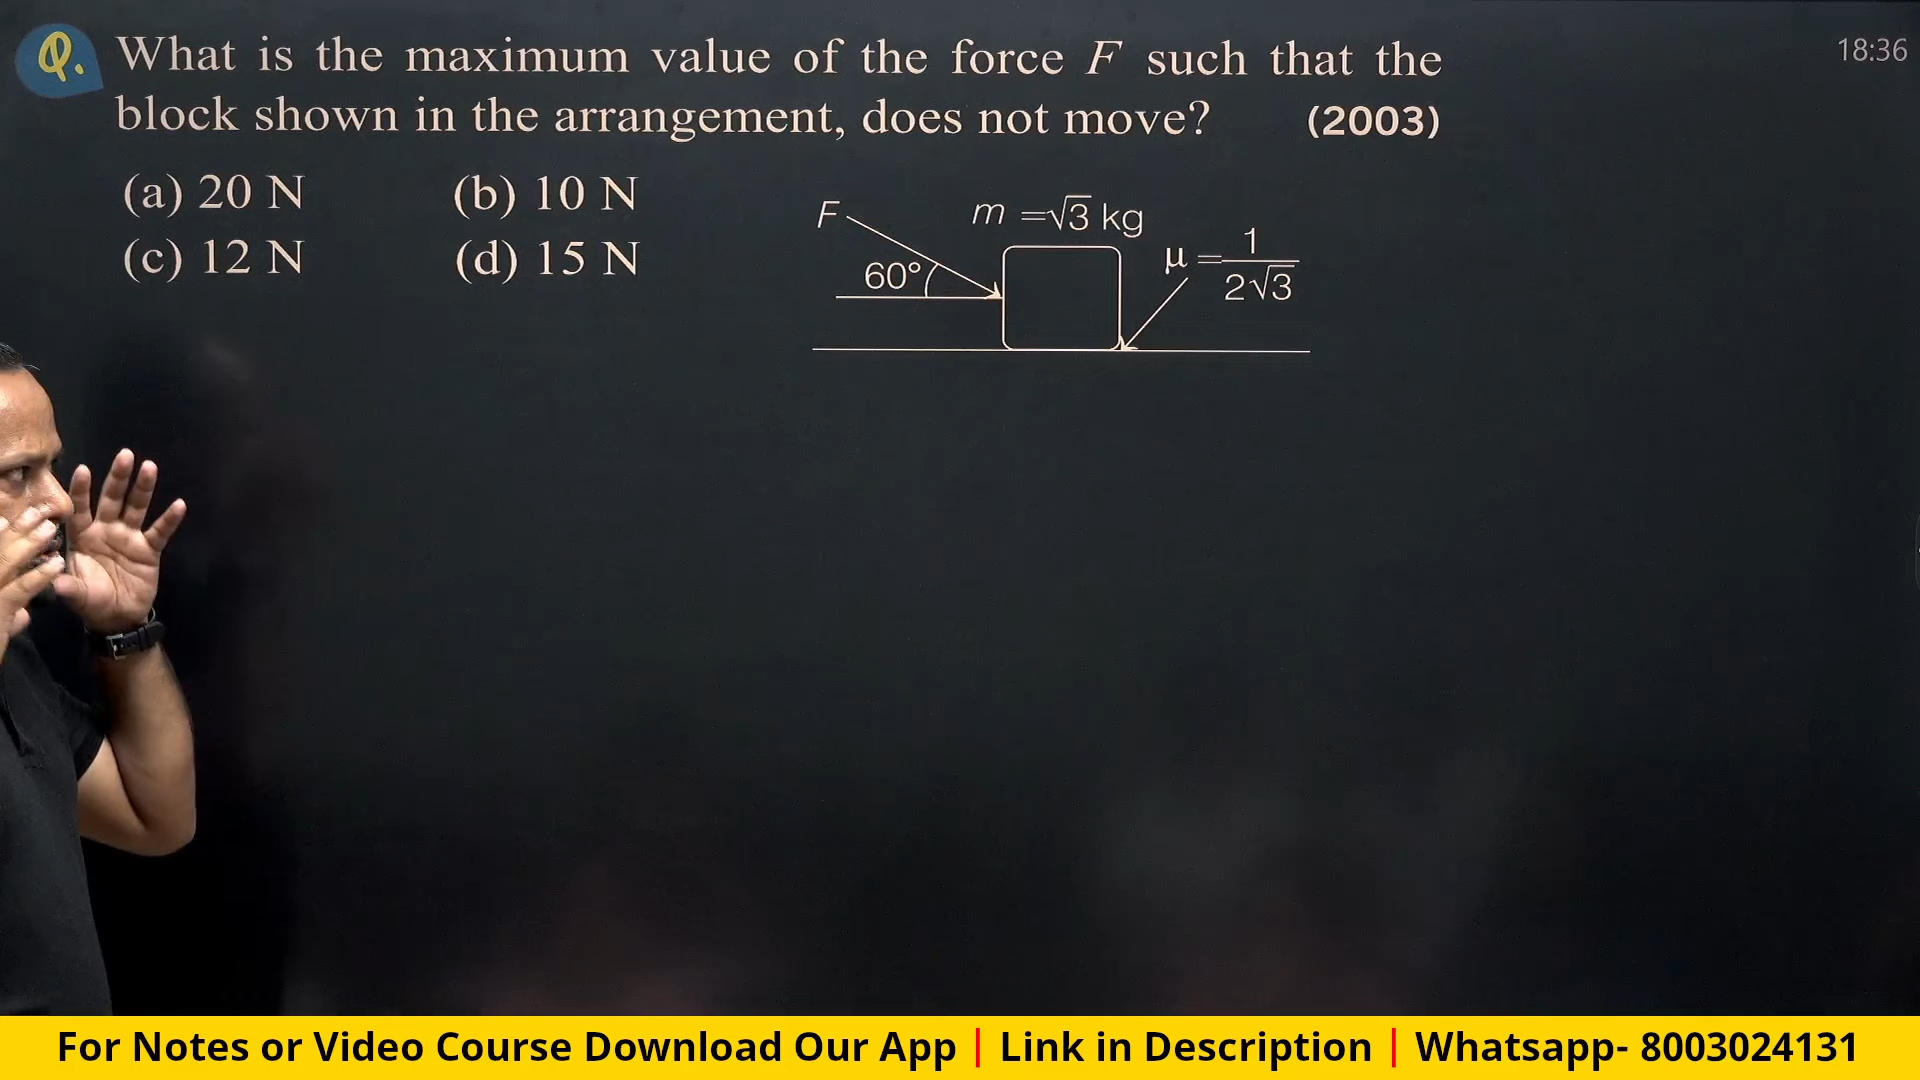 Q. What is the maximum value of the force F such that the
block shown in the arrangement, does not move? (2003)
18:36
(a) 20 N (b) 10 N
(c) 12 N (d) 15 N
F
m = √3 kg
60°
μ = 1/2√3
For Notes or Video Course Download Our App | Link in Description | Whatsapp- 8003024131